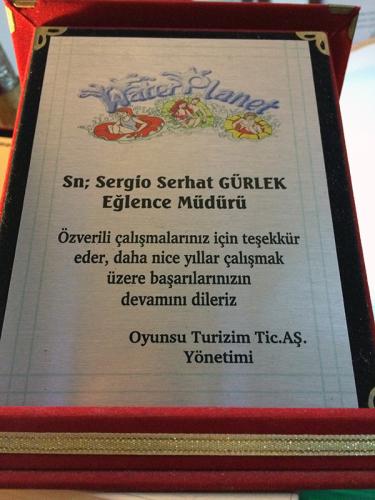 Water Planet
Sn; Sergio Serhat GÜRLEK
Eğlence Müdürü
Özverili çalışmalarınız için teşekkür
eder, daha nice yıllar çalışmak
üzere başarılarınızın
devamını dileriz
Oyunsu Turizim Tic.AŞ.
Yönetimi